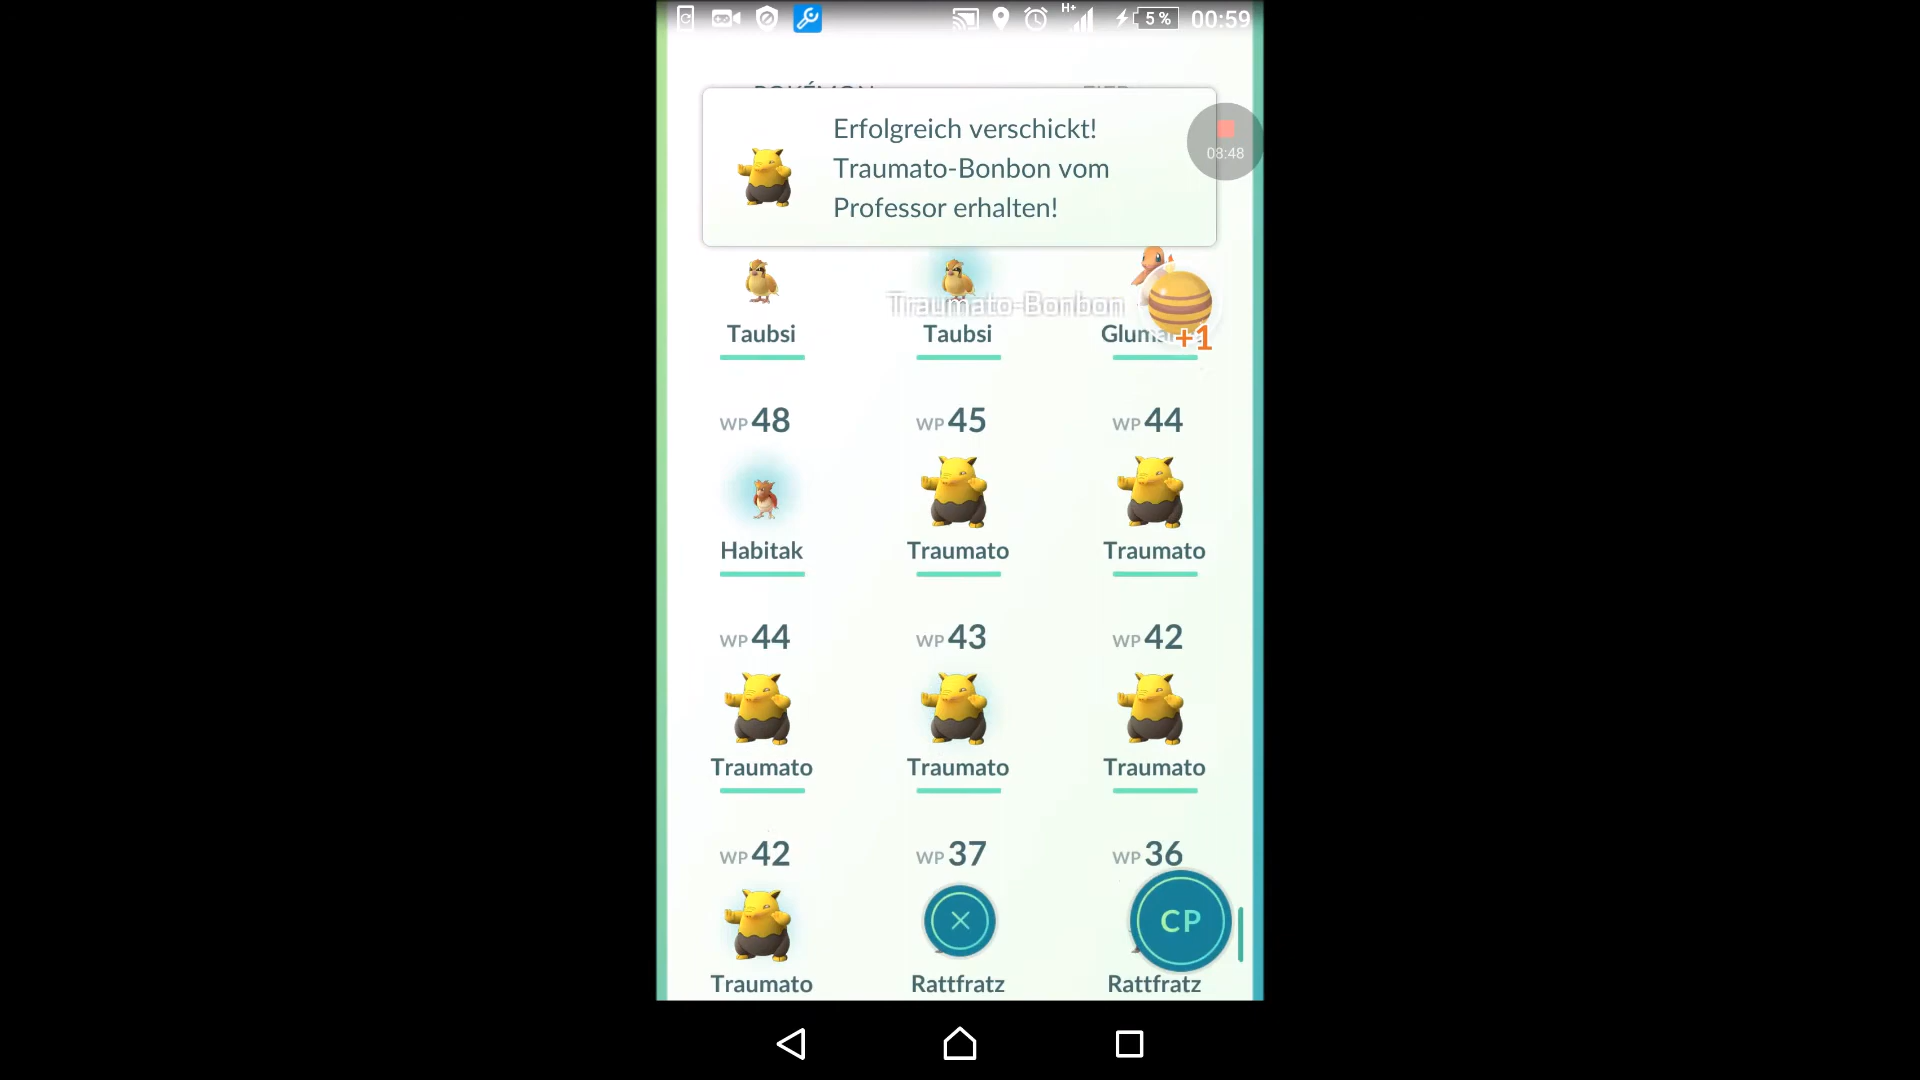 H+ 5 % 00:59
POKÉMON
Erfolgreich verschickt!
Traumato-Bonbon vom
Professor erhalten!
03:48
Traumato-Bonbon
+1
Taubsi Taubsi
WP 48 WP 45 WP 44
Habitak Traumato Traumato
WP 44 WP 43 WP 42
Traumato Traumato Traumato
WP 42 WP 37 WP 36
CP
Traumato Rattfratz Rattfratz